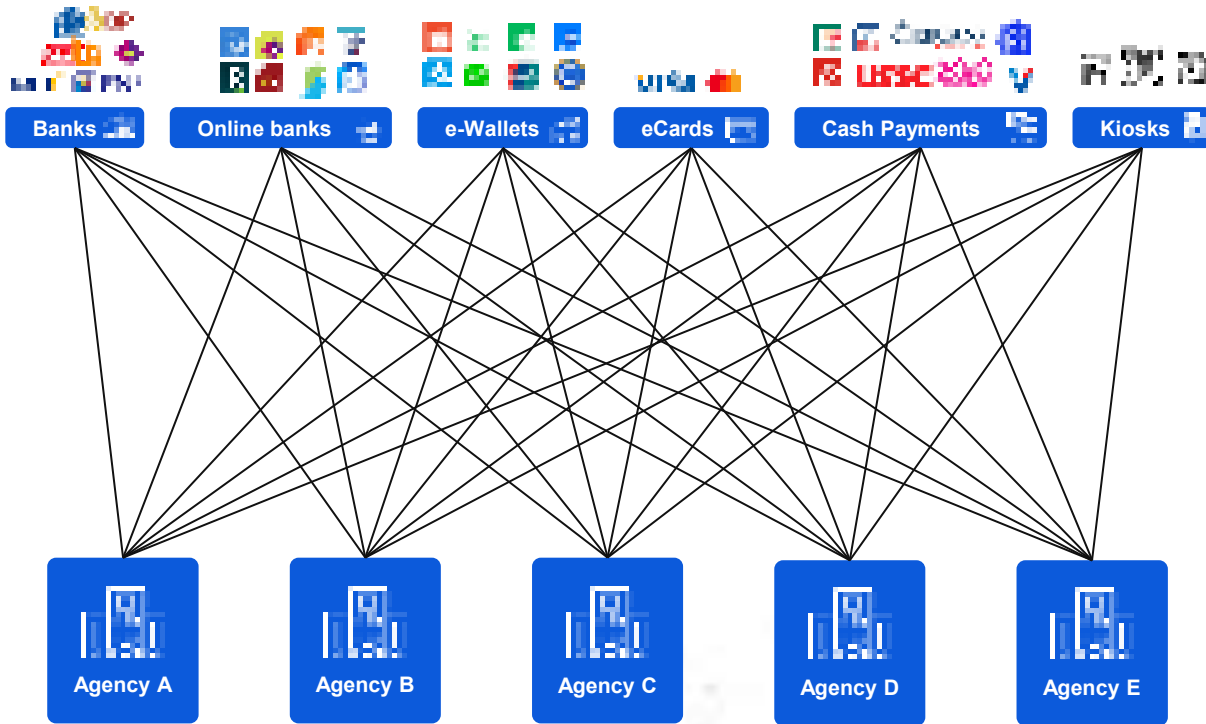 Banks
Online banks
e-Wallets
eCards
Cash Payments
Kiosks
Agency A
Agency B
Agency C
Agency D
Agency E